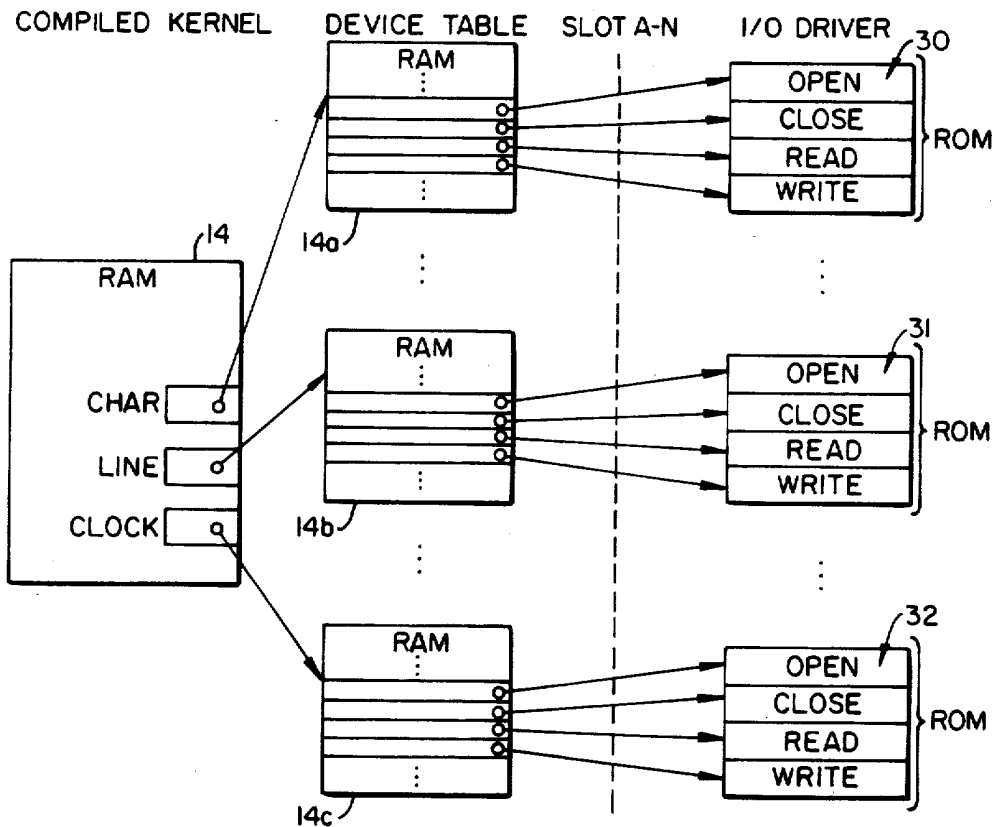 COMPILED KERNEL
DEVICE TABLE
SLOT A-N
I/O DRIVER
14
RAM
CHAR
LINE
CLOCK
RAM
14a
30
OPEN
CLOSE
READ
WRITE
ROM
RAM
14b
31
OPEN
CLOSE
READ
WRITE
ROM
RAM
14c
32
OPEN
CLOSE
READ
WRITE
ROM